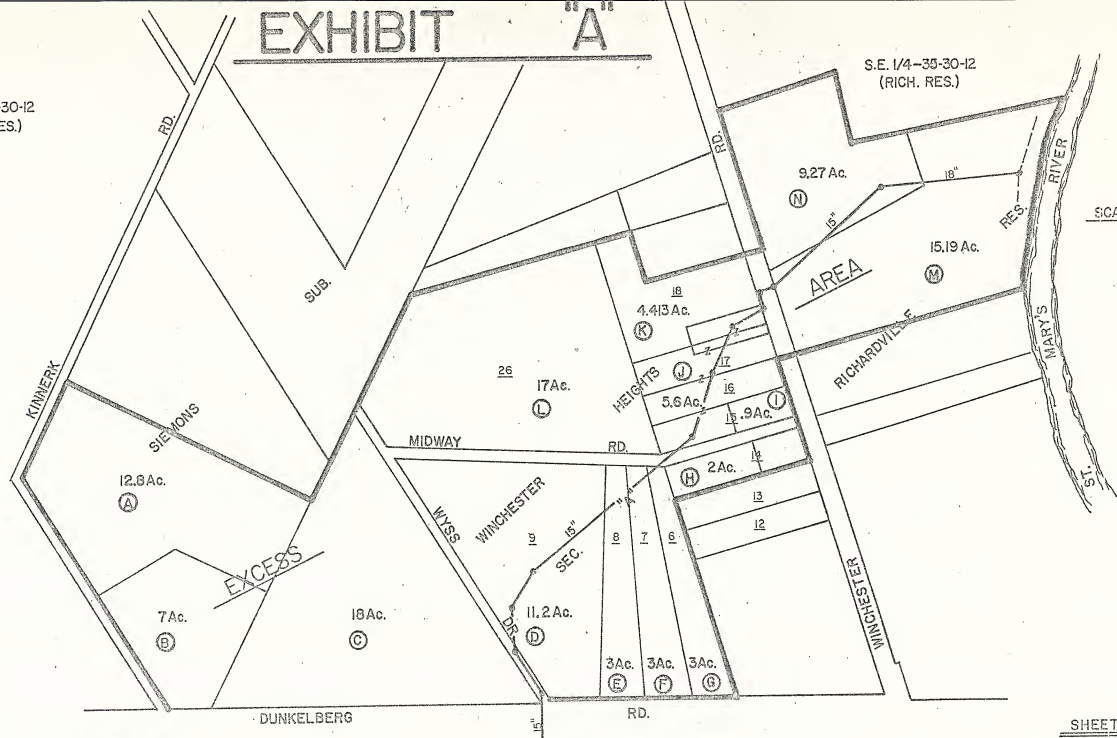 EXHIBIT "A"
-30-12
ES.)
S.E. 1/4-35-30-12
(RICH. RES.)
RD.
RD.
9.27 Ac.
N
18"
15"
RES.
RIVER
SCA
SUB.
15.19 Ac.
M
AREA
18
4.413 Ac.
K
RICHARDVILLE
MARY'S
KINNERK
SIEMONS
26
17 Ac.
L
HEIGHTS
J
17
16
5.6 Ac.
15
.9 Ac.
I
MIDWAY
RD.
12.8 Ac.
A
14
2 Ac.
H
ST.
WYSS
WINCHESTER
"A"
13
12
9
15"
8
7
6
SEC.
EXCESS
7 Ac.
B
18 Ac.
C
DR.
11.2 Ac.
D
WINCHESTER
3 Ac.
E
3 Ac.
F
3 Ac.
G
DUNKELBERG
RD.
15"
SHEET